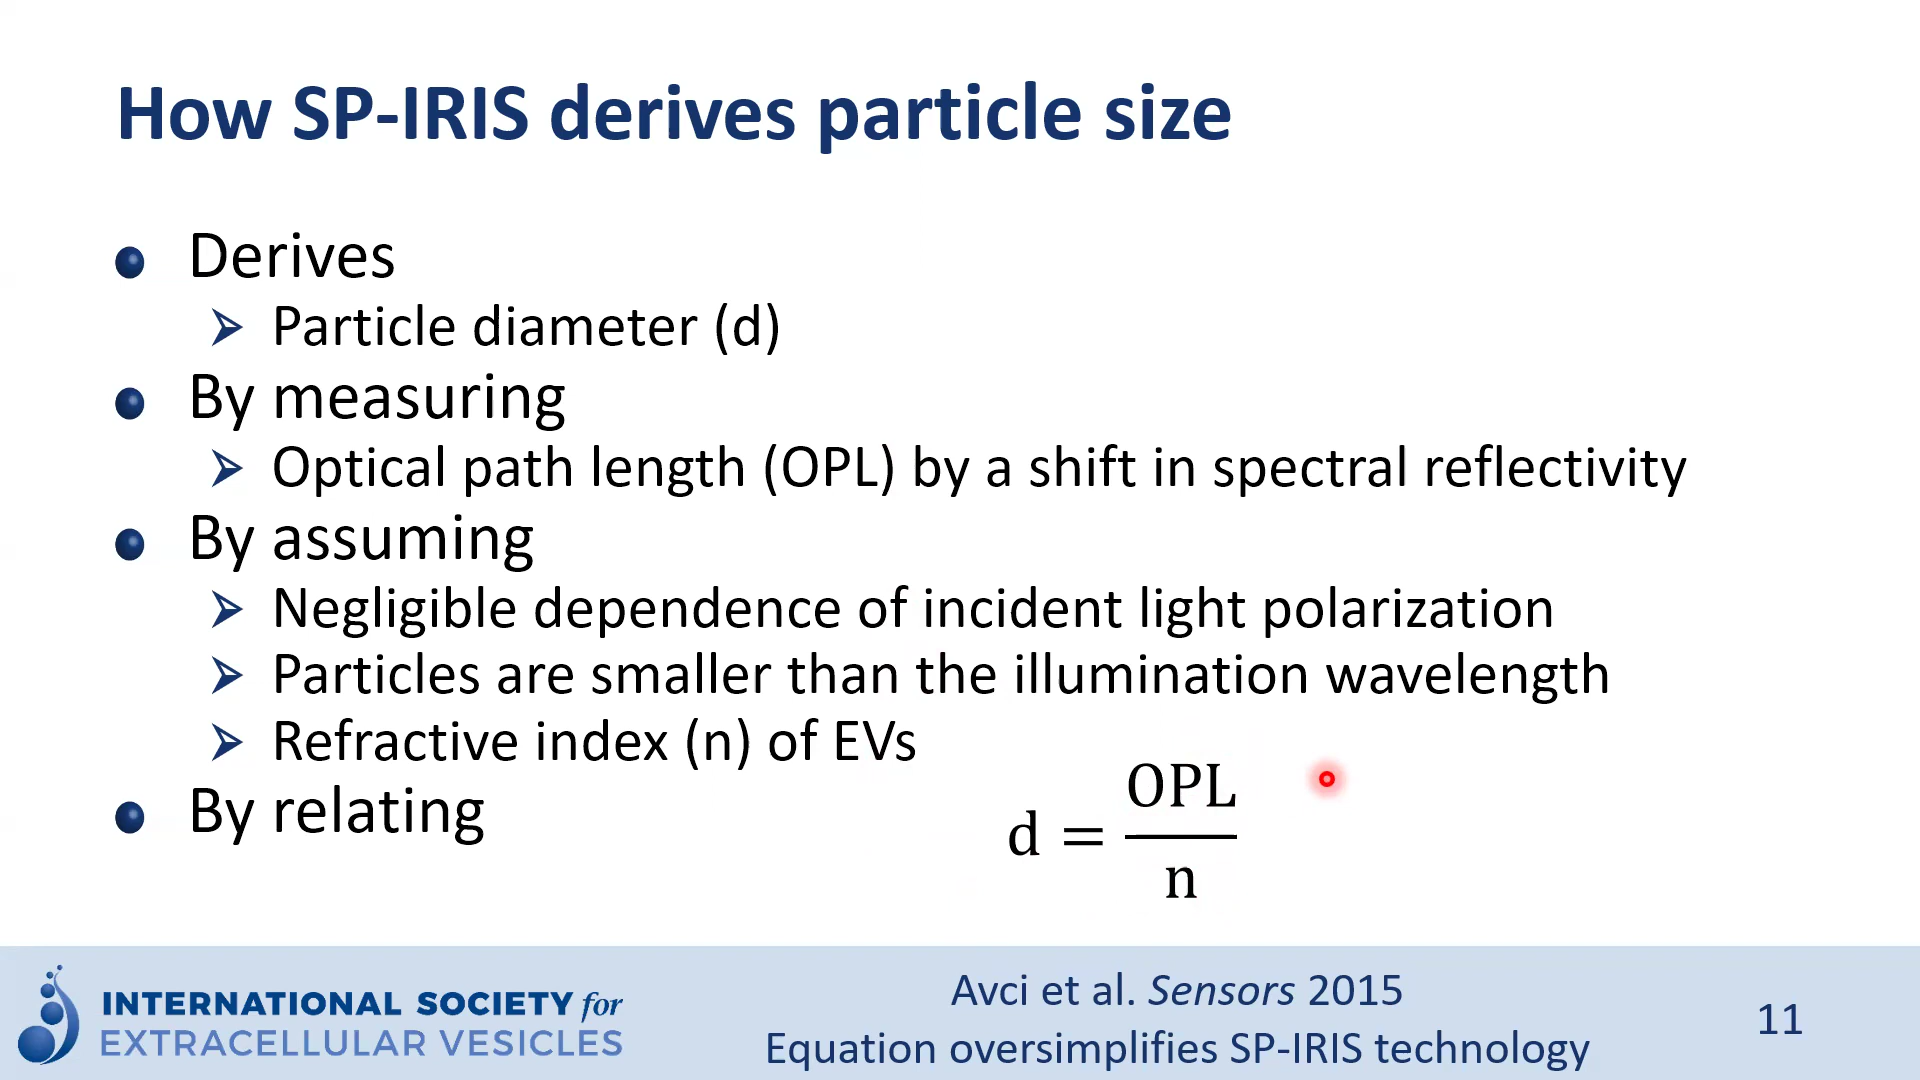 How SP-IRIS derives particle size
Derives
Particle diameter (d)
By measuring
Optical path length (OPL) by a shift in spectral reflectivity
By assuming
Negligible dependence of incident light polarization
Particles are smaller than the illumination wavelength
Refractive index (n) of EVs
By relating
d = OPL / n
INTERNATIONAL SOCIETY for
EXTRACELLULAR VESICLES
Avci et al. Sensors 2015
Equation oversimplifies SP-IRIS technology
11